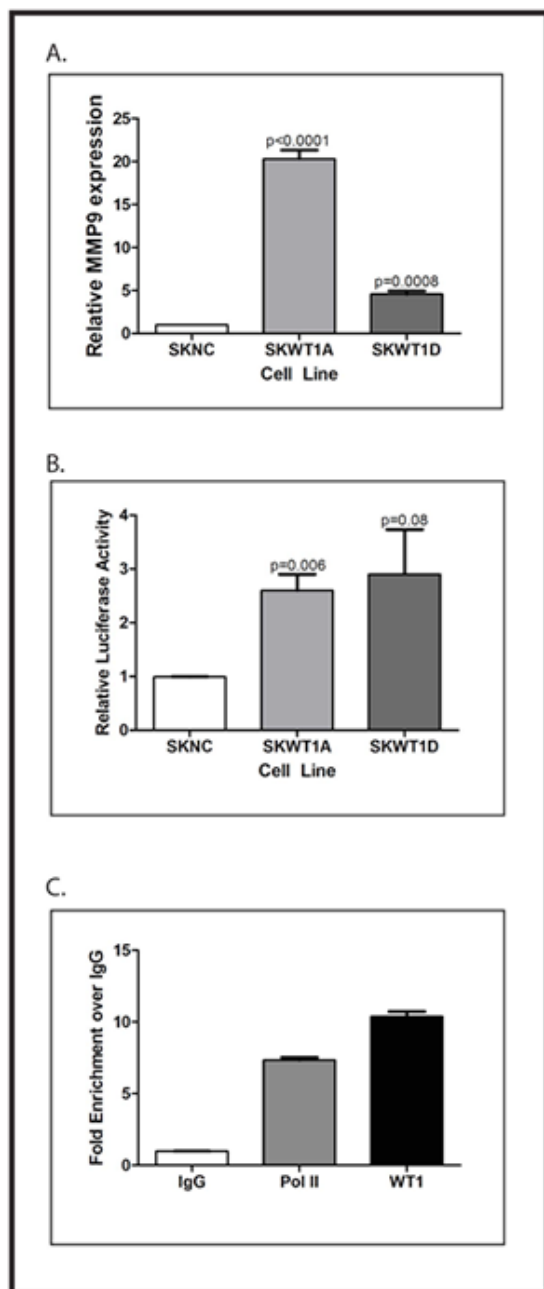 A.
Relative MMP9 expression
25
20
15
10
5
0
p<0.0001
p=0.0008
SKNC SKWT1A SKWT1D
Cell Line
B.
Relative Luciferase Activity
4
3
2
1
0
p=0.006
p=0.08
SKNC SKWT1A SKWT1D
Cell Line
C.
Fold Enrichment over IgG
15
10
5
0
IgG Pol II WT1